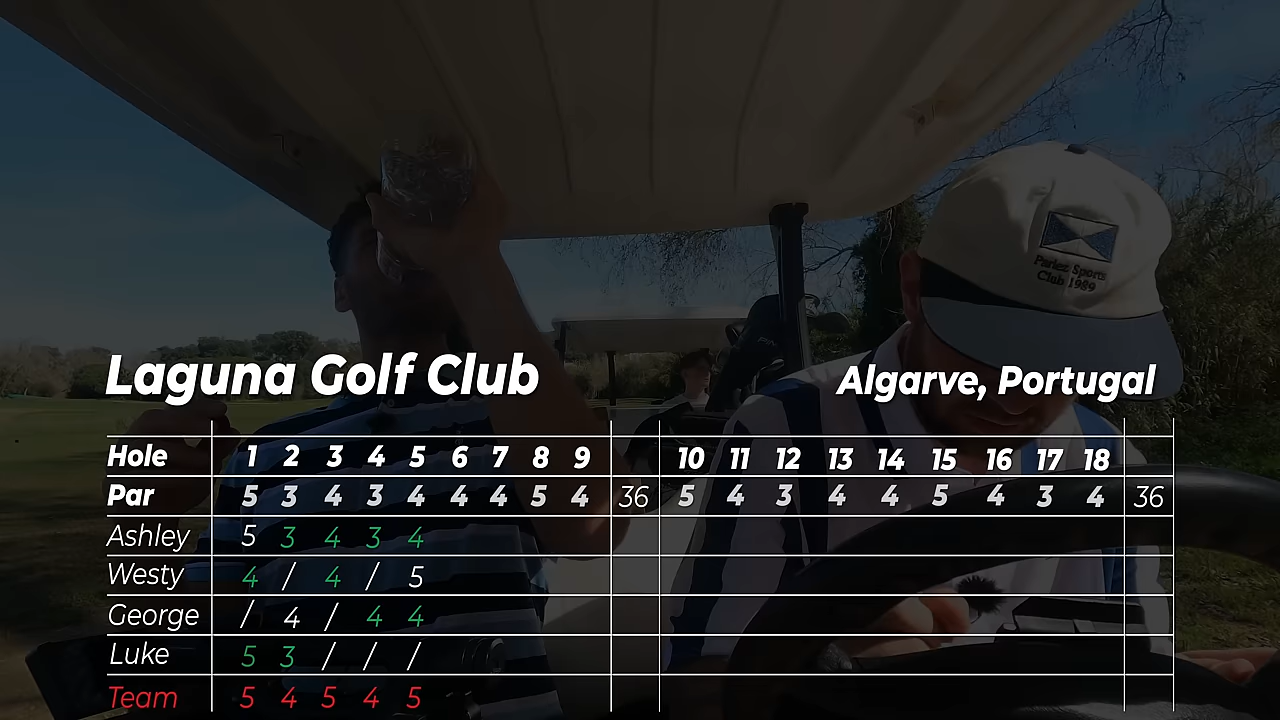 Parlez Sports
Club 1989
Laguna Golf Club
Algarve, Portugal
Hole 1 2 3 4 5 6 7 8 9 10 11 12 13 14 15 16 17 18
Par 5 3 4 3 4 4 4 5 4 36 5 4 3 4 4 5 4 3 4 36
Ashley 5 3 4 3 4
Westy 4 / 4 / 5
George / 4 / 4 4
Luke 5 3 / / /
Team 5 4 5 4 5